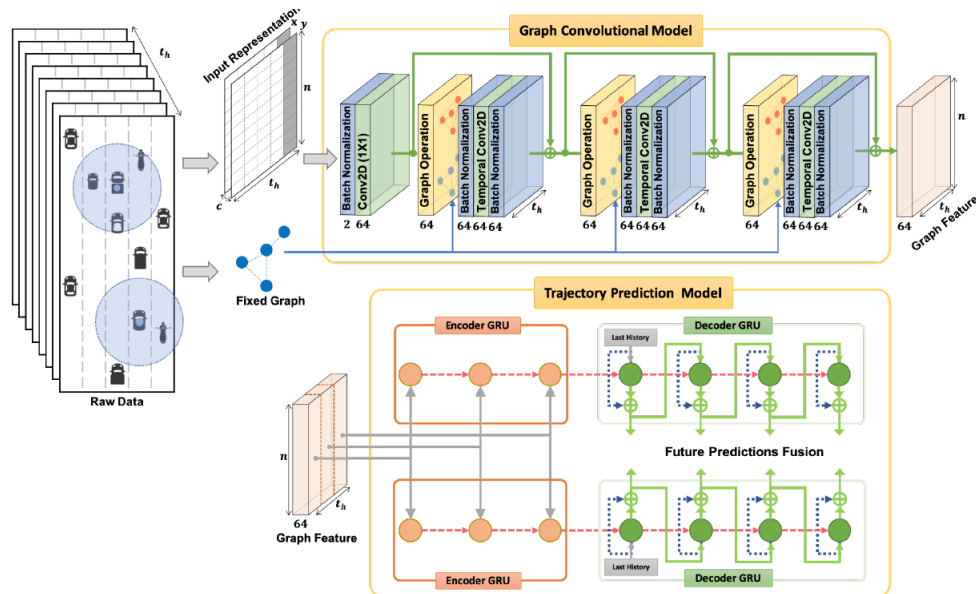 Graph Convolutional Model
Input Representation
x y
t_h
n
t_h
c
Batch Normalization
Conv2D (1X1)
2 64
Graph Operation
Batch Normalization
Temporal Conv2D
Batch Normalization
t_h
64 64 64 64
Graph Operation
Batch Normalization
Temporal Conv2D
Batch Normalization
t_h
64 64 64 64
Graph Operation
Batch Normalization
Temporal Conv2D
Batch Normalization
t_h
64 64 64 64
n
64
Graph Feature
Fixed Graph
Raw Data
Trajectory Prediction Model
Encoder GRU
Decoder GRU
Last History
Future Predictions Fusion
n
t_h
64
Graph Feature
Last History
Encoder GRU
Decoder GRU